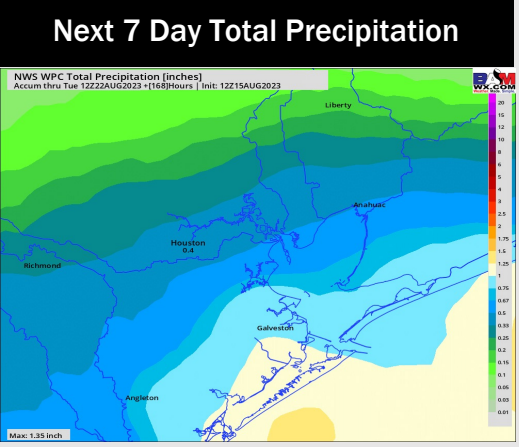 Next 7 Day Total Precipitation
NWS WPC Total Precipitation [inches]
Accum thru Tue 12Z22AUG2023 +[168]Hours | Init: 12Z15AUG2023
BAM
WX.COM
Liberty
Anahuac
Houston
0.4
Richmond
Galveston
Angleton
20
15
12
10
8
6
5
4
3
2.5
2
1.75
1.5
1.25
1
0.75
0.67
0.5
0.33
0.25
0.2
0.15
0.1
0.05
0.03
0.01
Max: 1.35 inch